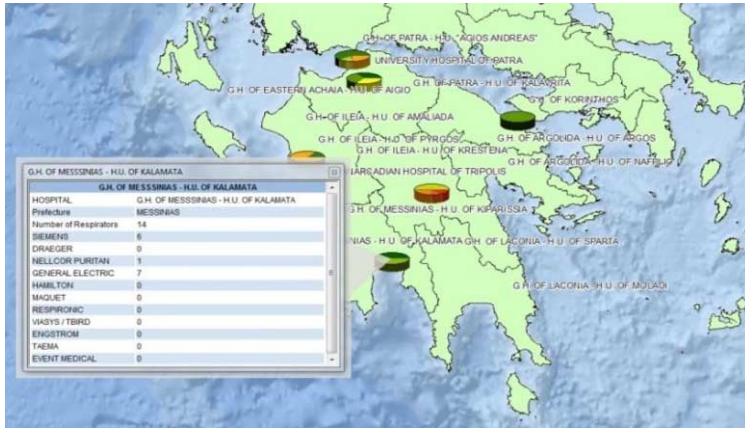 G.H. OF PATRA - H.U. "AGIOS ANDREAS"
UNIVERSITY HOSPITAL OF PATRA
G.H. OF PATRA - H.U. OF KALAVRITA
G.H. OF EASTERN ACHAIA - H.U. OF AIGIO
G.H. OF KORINTHOS
G.H. OF ILEIA - H.U. OF AMALIADA
G.H. OF ILEIA - H.U. OF PYRGOS
G.H. OF ARGOLIDA - H.U. OF ARGOS
G.H. OF ILEIA - H.U. OF KRESTENA
G.H. OF ARGOLIDA - H.U. OF NAFPLIO
ARCADIAN HOSPITAL OF TRIPOLIS
G.H. OF MESSINIAS - H.U. OF KIPARISSIA
NIAS - H.U. OF KALAMATA
G.H. OF LACONIA - H.U. OF SPARTA
G.H. OF LACONIA - H.U. OF MOLAOI
G.H. OF MESSSINIAS - H.U. OF KALAMATA
G.H. OF MESSSINIAS - H.U. OF KALAMATA
HOSPITAL G.H. OF MESSSINIAS - H.U. OF KALAMATA
Prefecture MESSINIAS
Number of Respirators 14
SIEMENS 6
DRAEGER 0
NELLCOR PURITAN 1
GENERAL ELECTRIC 7
HAMILTON 0
MAQUET 0
RESPIRONIC 0
VIASYS / TBIRD 0
ENGSTROM 0
TAEMA 0
EVENT MEDICAL 0